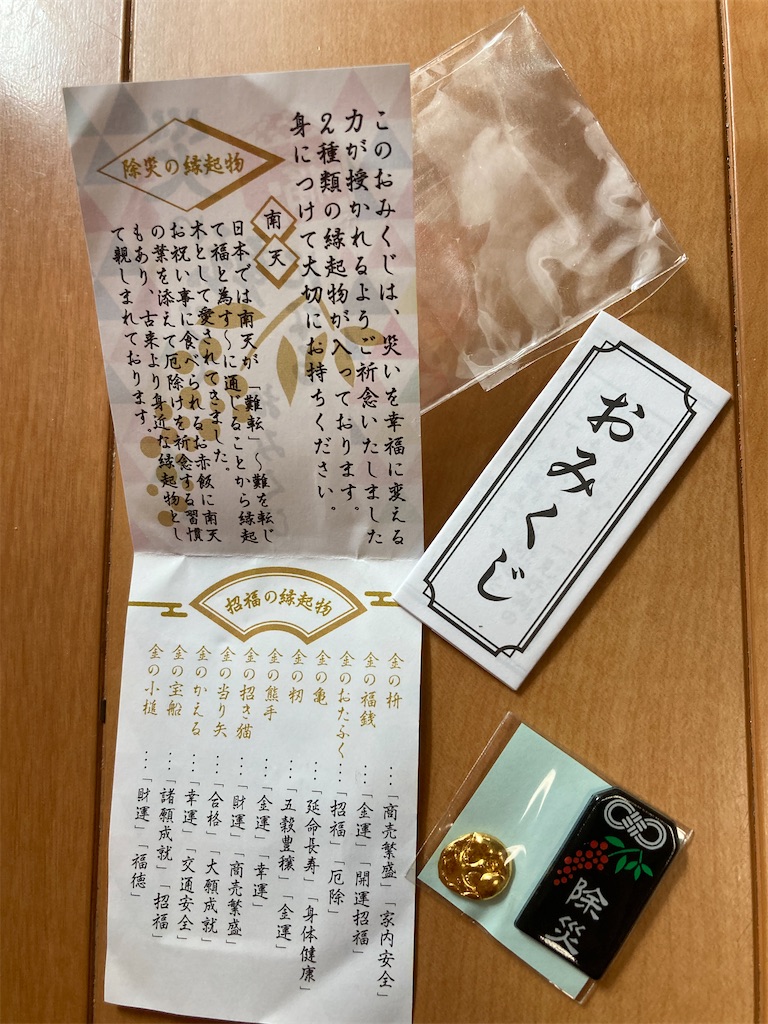 このおみくじは、災いを幸福に変える
力が授かれるようご祈念いたしました
2種類の縁起物が入っております。
身につけて大切にお持ちください。
除災の縁起物
南天
日本では南天が「難転」〜難を転じ
て福と為す〜に通じることから縁起
木として愛されてきました。
お祝い事に食べられるお赤飯に南天
の葉を添えて厄除けを祈念する習慣
もあり、古来より身近な縁起物とし
て親しまれております。
招福の縁起物
金の枡…「商売繁盛」「家内安全」
金の福銭…「金運」「開運招福」
金のおたふく…「招福」「厄除」
金の亀…「延命長寿」「身体健康」
金の籾…「五穀豊穣」「金運」
金の熊手…「金運」「幸運」
金の招き猫…「財運」「商売繁盛」
金の当り矢…「合格」「大願成就」
金のかえる…「幸運」「交通安全」
金の宝船…「諸願成就」「招福」
金の小槌…「財運」「福徳」
おみくじ
除災